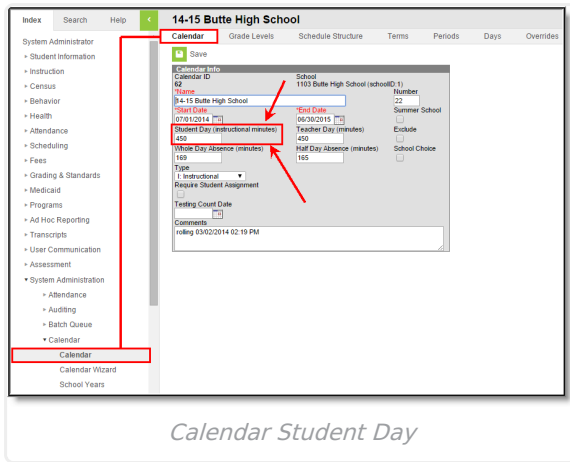 Index Search Help <
System Administrator
Student Information
Instruction
Census
Behavior
Health
Attendance
Scheduling
Fees
Grading & Standards
Medicaid
Programs
Ad Hoc Reporting
Transcripts
User Communication
Assessment
System Administration
Attendance
Auditing
Batch Queue
Calendar
Calendar
Calendar Wizard
School Years
14-15 Butte High School
Calendar Grade Levels Schedule Structure Terms Periods Days Overrides
Save
Calendar Info
Calendar ID School
62 1103 Butte High School (schoolID:1)
*Name Number
14-15 Butte High School 22
*Start Date *End Date Summer School
07/01/2014 06/30/2015
Student Day (instructional minutes) Teacher Day (minutes) Exclude
450 450
Whole Day Absence (minutes) Half Day Absence (minutes) School Choice
169 165
Type
I: Instructional
Require Student Assignment
Testing Count Date
Comments
rolling 03/02/2014 02:19 PM
Calendar Student Day